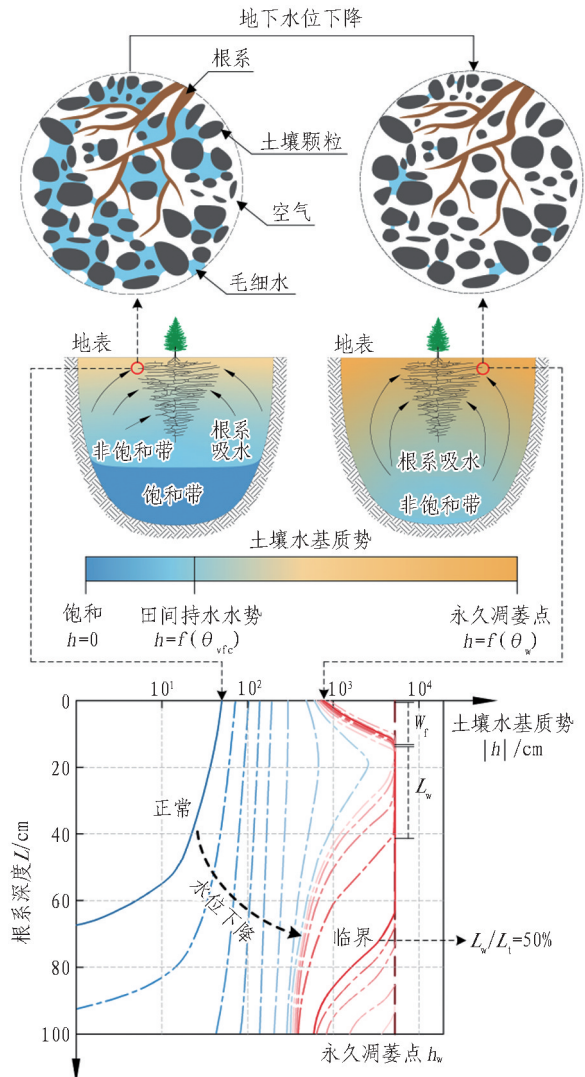 地下水位下降
根系
土壤颗粒
空气
毛细水
地表
地表
非饱和带
根系
吸水
饱和带
根系吸水
非饱和带
土壤水基质势
饱和
h=0
田间持水水势
h=f(θvfc)
永久凋萎点
h=f(θw)
0
10¹
10²
10³
10⁴
土壤水基质势
|h|/cm
Wf
Lw
20
正常
40
水位下降
根系深度L/cm
60
临界
Lw/Lt=50%
80
100
永久凋萎点 hw